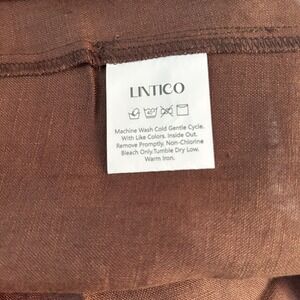 LINTICO
Machine Wash Cold Gentle Cycle.
With Like Colors. Inside Out.
Remove Promptly. Non-Chlorine
Bleach Only.Tumble Dry Low.
Warm Iron.